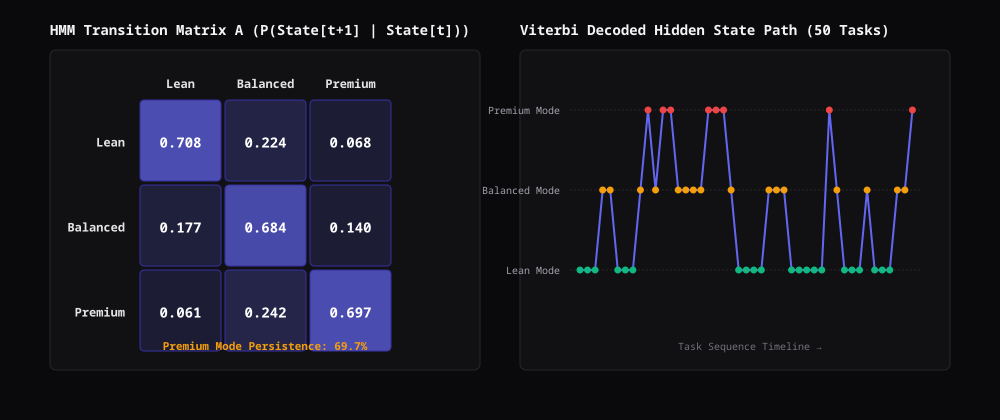 HMM Transition Matrix A (P(State[t+1] | State[t]))
Lean Balanced Premium
Lean 0.708 0.224 0.068
Balanced 0.177 0.684 0.140
Premium 0.061 0.242 0.697
Premium Mode Persistence: 69.7%
Viterbi Decoded Hidden State Path (50 Tasks)
Premium Mode
Balanced Mode
Lean Mode
Task Sequence Timeline →